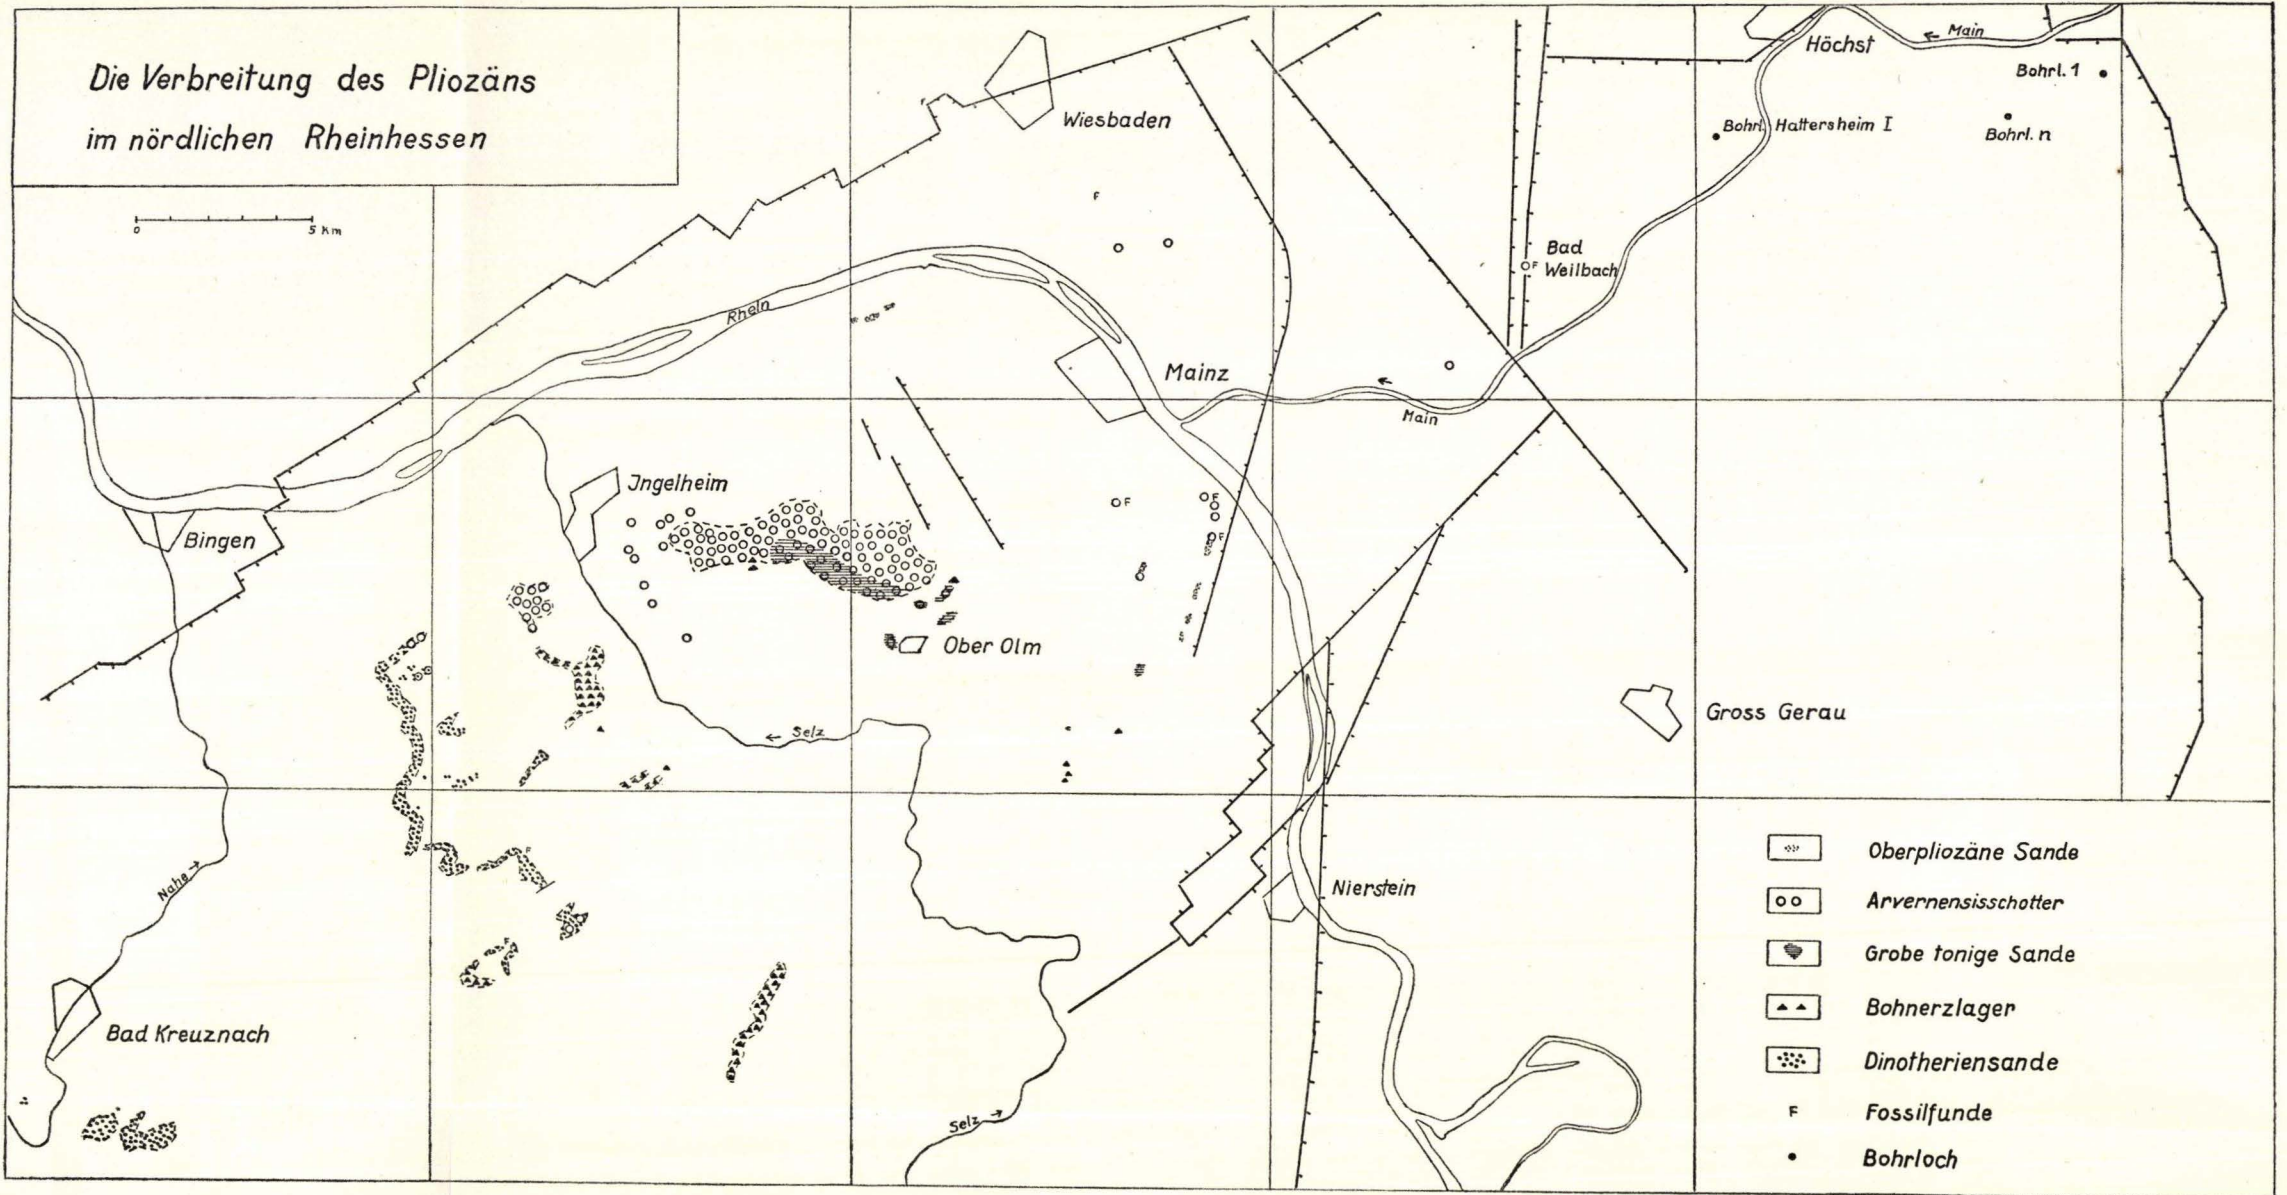 Die Verbreitung des Pliozäns
im nördlichen Rheinhessen
0 5 Km
Wiesbaden
Höchst
← Main
Bohrl. 1
Bohrl. Hattersheim I
Bohrl. n
F
Bad
F Weilbach
Rhein
Mainz
←
Main
Jngelheim
F
F
F
Bingen
Ober Olm
← Selz
Gross Gerau
Nahe →
F
F
Nierstein
Bad Kreuznach
Selz →
Oberpliozäne Sande
Arvernensisschotter
Grobe tonige Sande
Bohnerzlager
Dinotheriensande
F Fossilfunde
Bohrloch